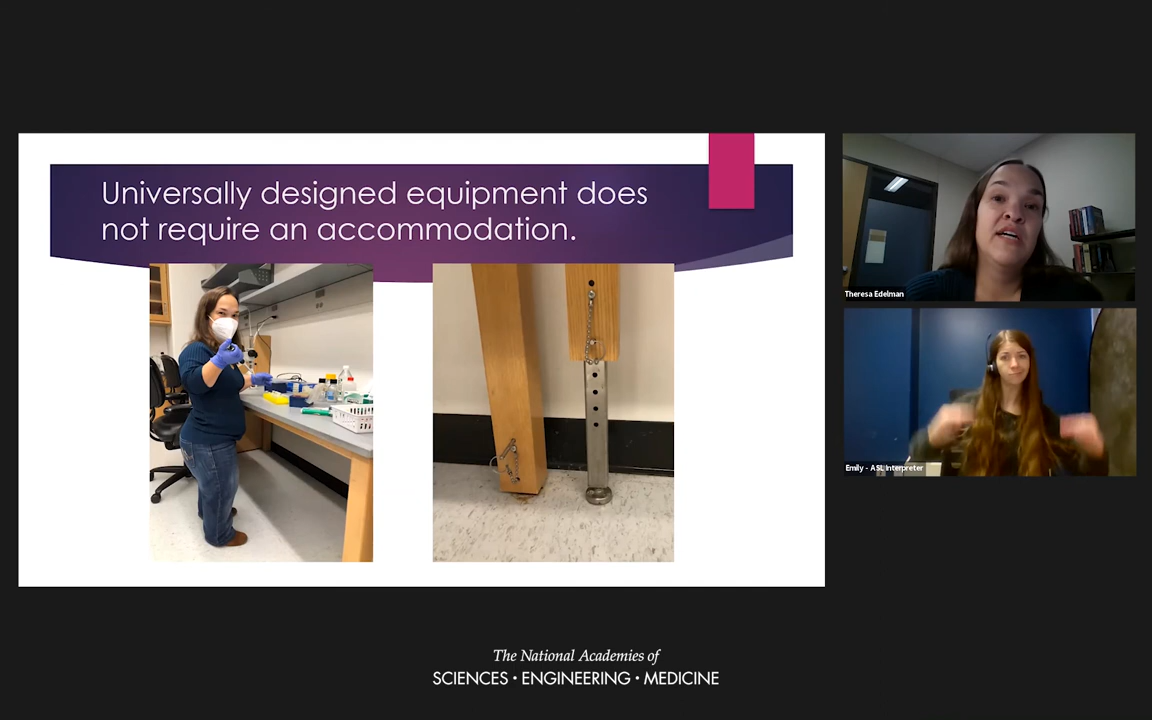 Universally designed equipment does
not require an accommodation.
Theresa Edelman
Emily - ASL Interpreter
The National Academies of
SCIENCES • ENGINEERING • MEDICINE